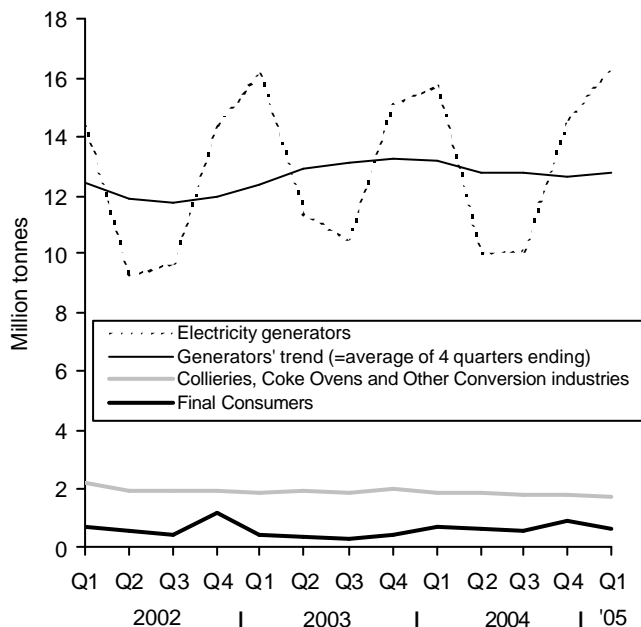 18
16
14
12
10
8
6
4
2
0
Million tonnes
Electricity generators
Generators' trend (=average of 4 quarters ending)
Collieries, Coke Ovens and Other Conversion industries
Final Consumers
Q1 Q2 Q3 Q4 Q1 Q2 Q3 Q4 Q1 Q2 Q3 Q4 Q1
2002 2003 2004 '05